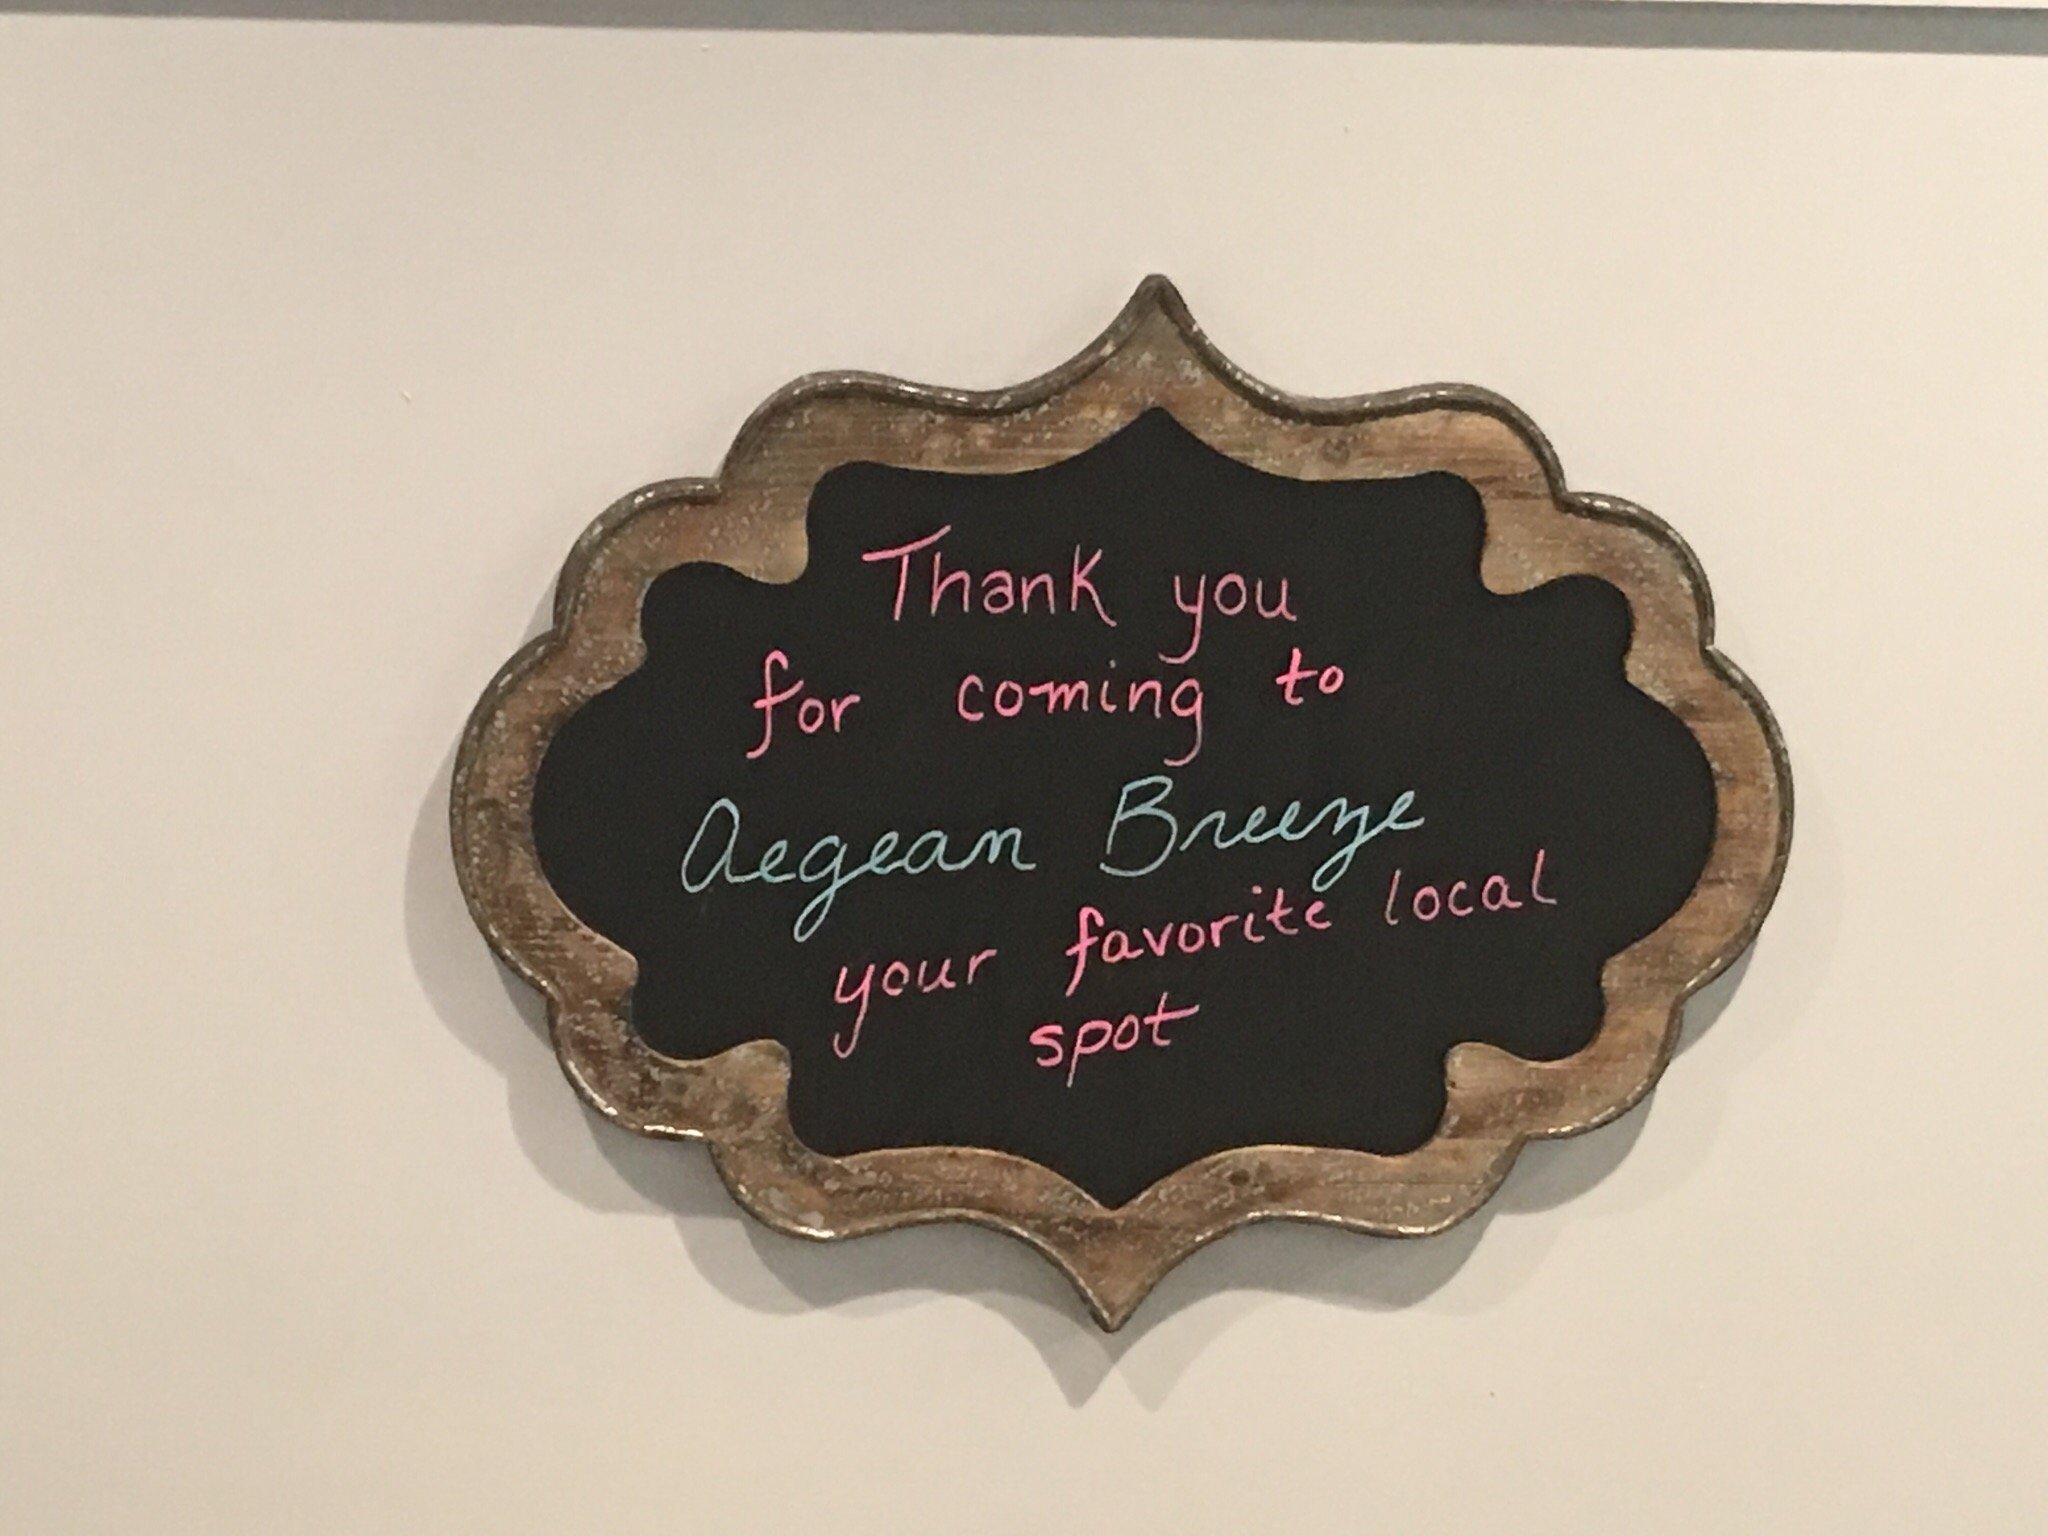 Thank you
for coming to
Aegean Breeze
your favorite local
spot